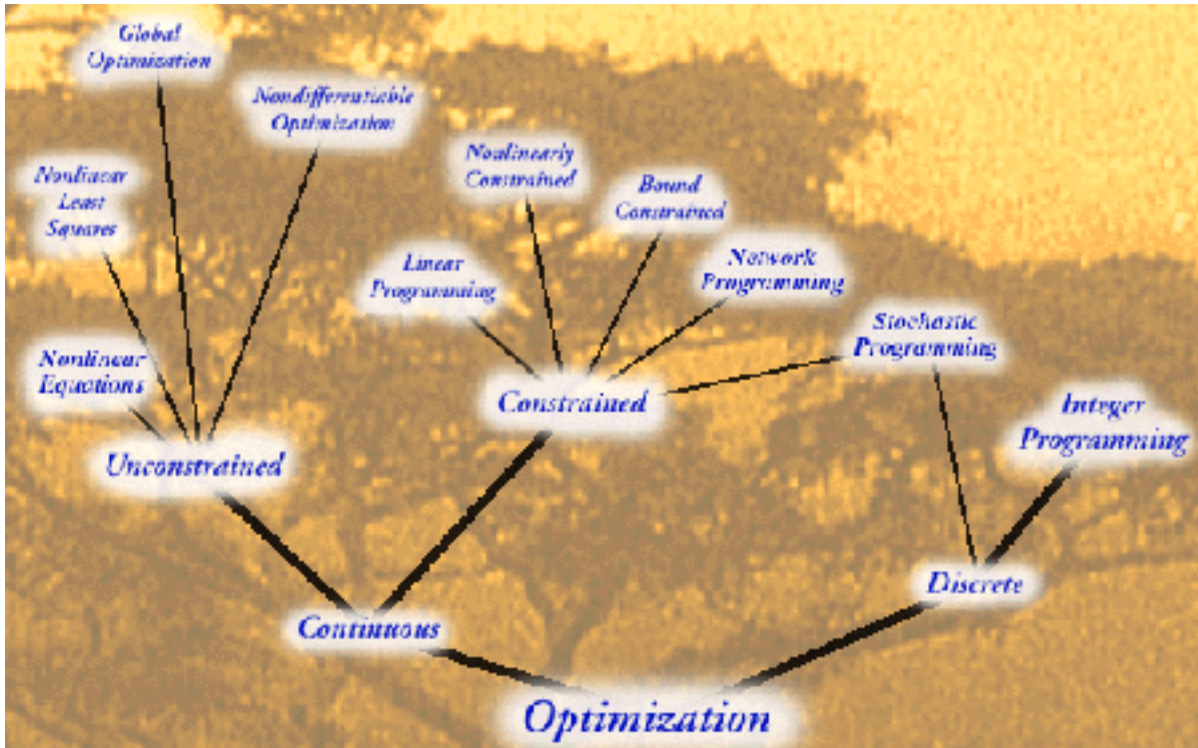 Global
Optimization
Nondifferentiable
Optimization
Nonlinearly
Constrained
Nonlinear
Least
Squares
Bound
Constrained
Linear
Programming
Network
Programming
Stochastic
Programming
Nonlinear
Equations
Constrained
Integer
Programming
Unconstrained
Discrete
Continuous
Optimization